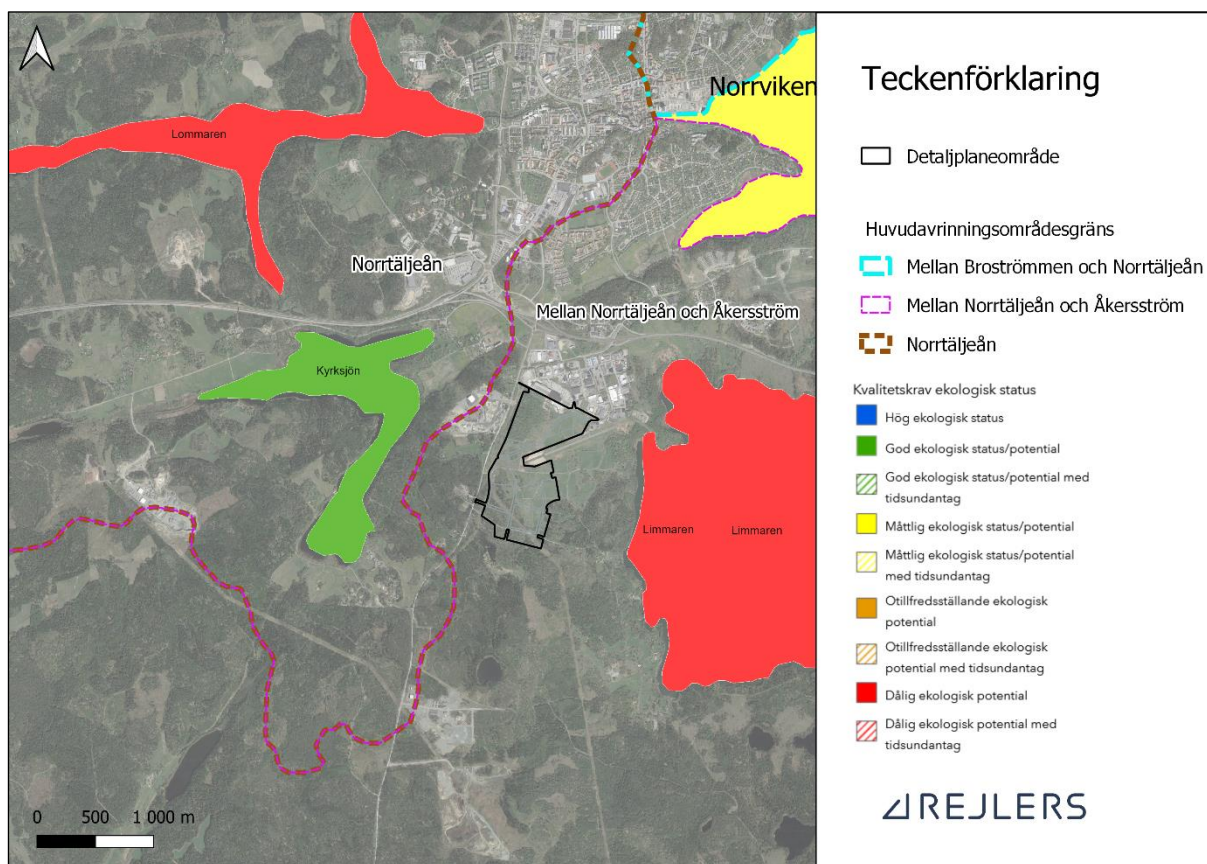 Norrviken
Lommaren
Norrtäljeån
Mellan Norrtäljeån och Åkersström
Kyrksjön
Limmaren Limmaren
0 500 1 000 m
Teckenförklaring
Detaljplaneområde
Huvudavrinningsområdesgräns
Mellan Broströmmen och Norrtäljeån
Mellan Norrtäljeån och Åkersström
Norrtäljeån
Kvalitetskrav ekologisk status
Hög ekologisk status
God ekologisk status/potential
God ekologisk status/potential med
tidsundantag
Måttlig ekologisk status/potential
Måttlig ekologisk status/potential
med tidsundantag
Otillfredsställande ekologisk
potential
Otillfredsställande ekologisk
potential med tidsundantag
Dålig ekologisk potential
Dålig ekologisk potential med
tidsundantag
REJLERS